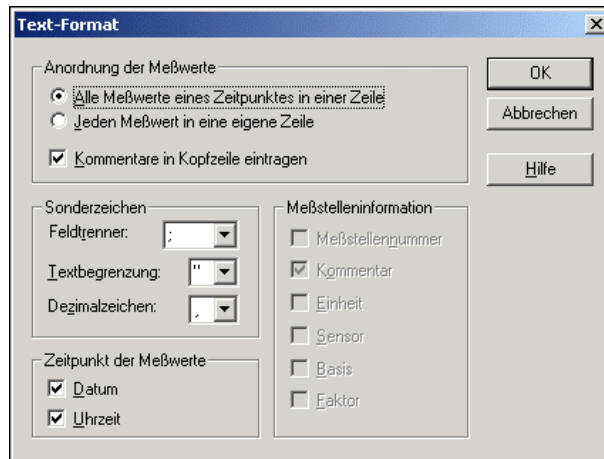 Text-Format
Anordnung der Meßwerte
Alle Meßwerte eines Zeitpunktes in einer Zeile
Jeden Meßwert in eine eigene Zeile
Kommentare in Kopfzeile eintragen
OK
Abbrechen
Hilfe
Sonderzeichen
Feldtrenner: ;
Textbegrenzung: "
Dezimalzeichen: ,
Zeitpunkt der Meßwerte
Datum
Uhrzeit
Meßstelleninformation
Meßstellennummer
Kommentar
Einheit
Sensor
Basis
Faktor